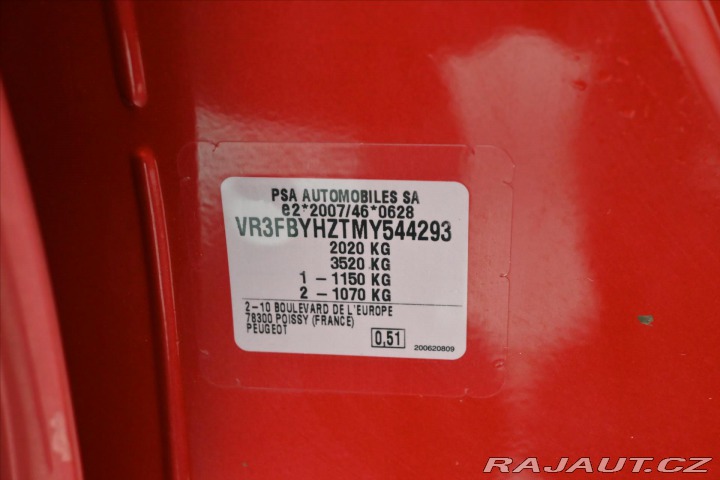 PSA AUTOMOBILES SA
e2*2007/46*0628
VR3FBYHZTMY544293
2020 KG
3520 KG
1 – 1150 KG
2 – 1070 KG
2–10 BOULEVARD DE L'EUROPE
78300 POISSY (FRANCE)
PEUGEOT
0,51
200620809
RAJAUT.CZ